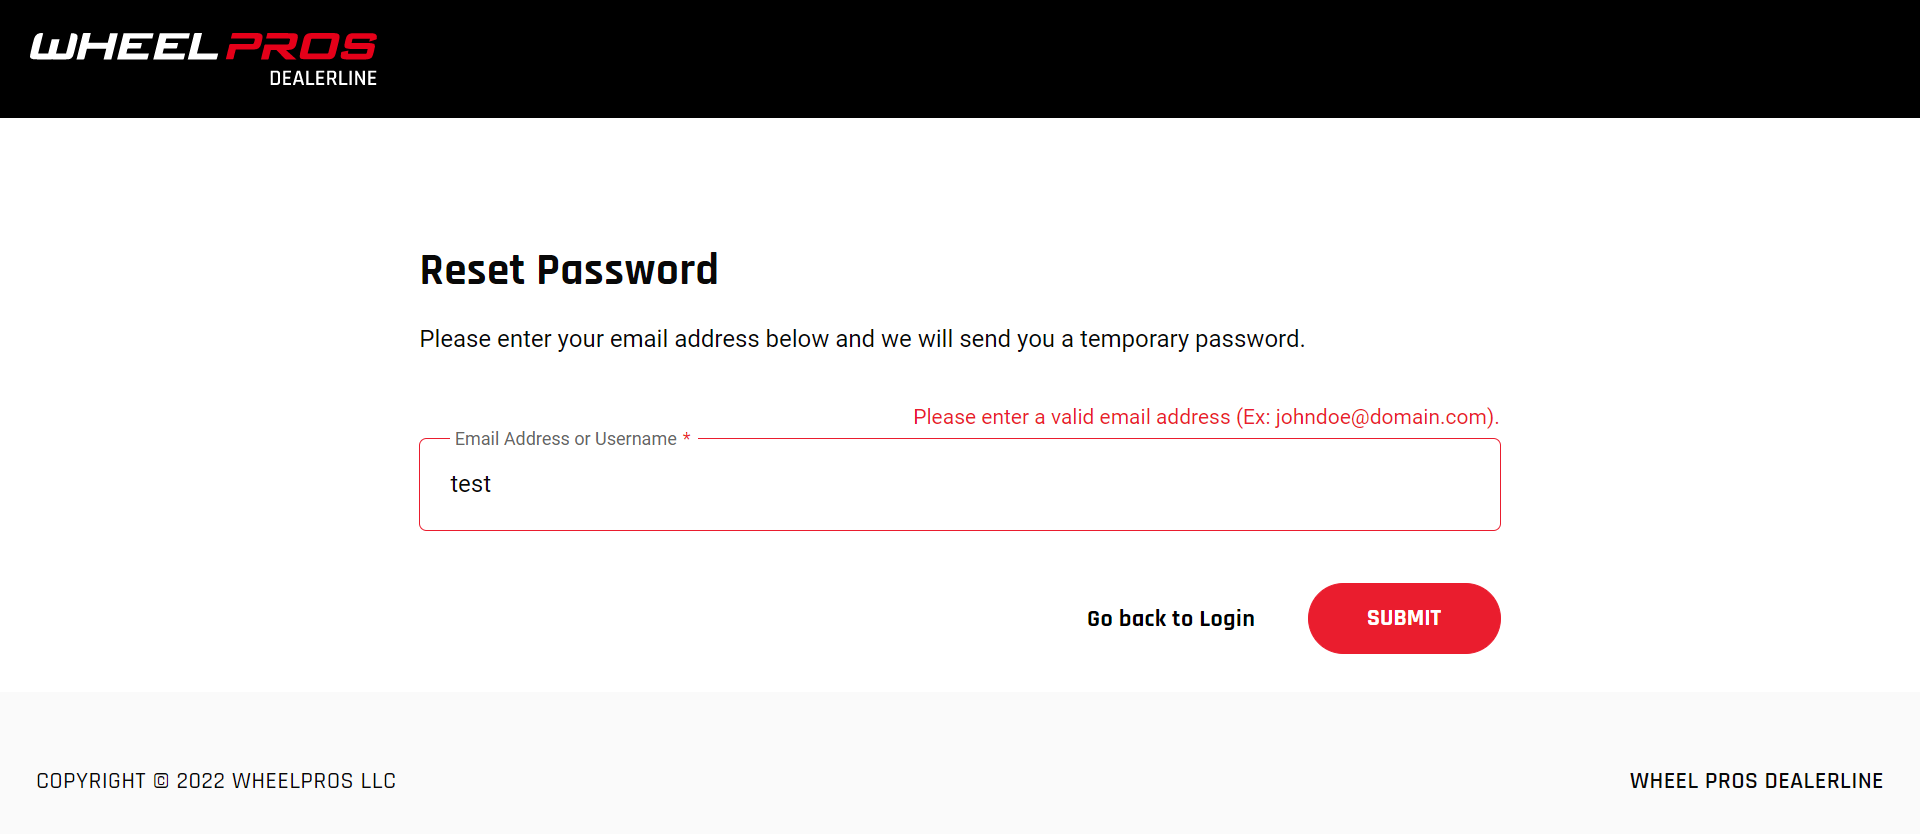 WHEEL PROS
DEALERLINE
Reset Password
Please enter your email address below and we will send you a temporary password.
Please enter a valid email address (Ex: johndoe@domain.com).
Email Address or Username *
test
Go back to Login
SUBMIT
COPYRIGHT © 2022 WHEELPROS LLC
WHEEL PROS DEALERLINE